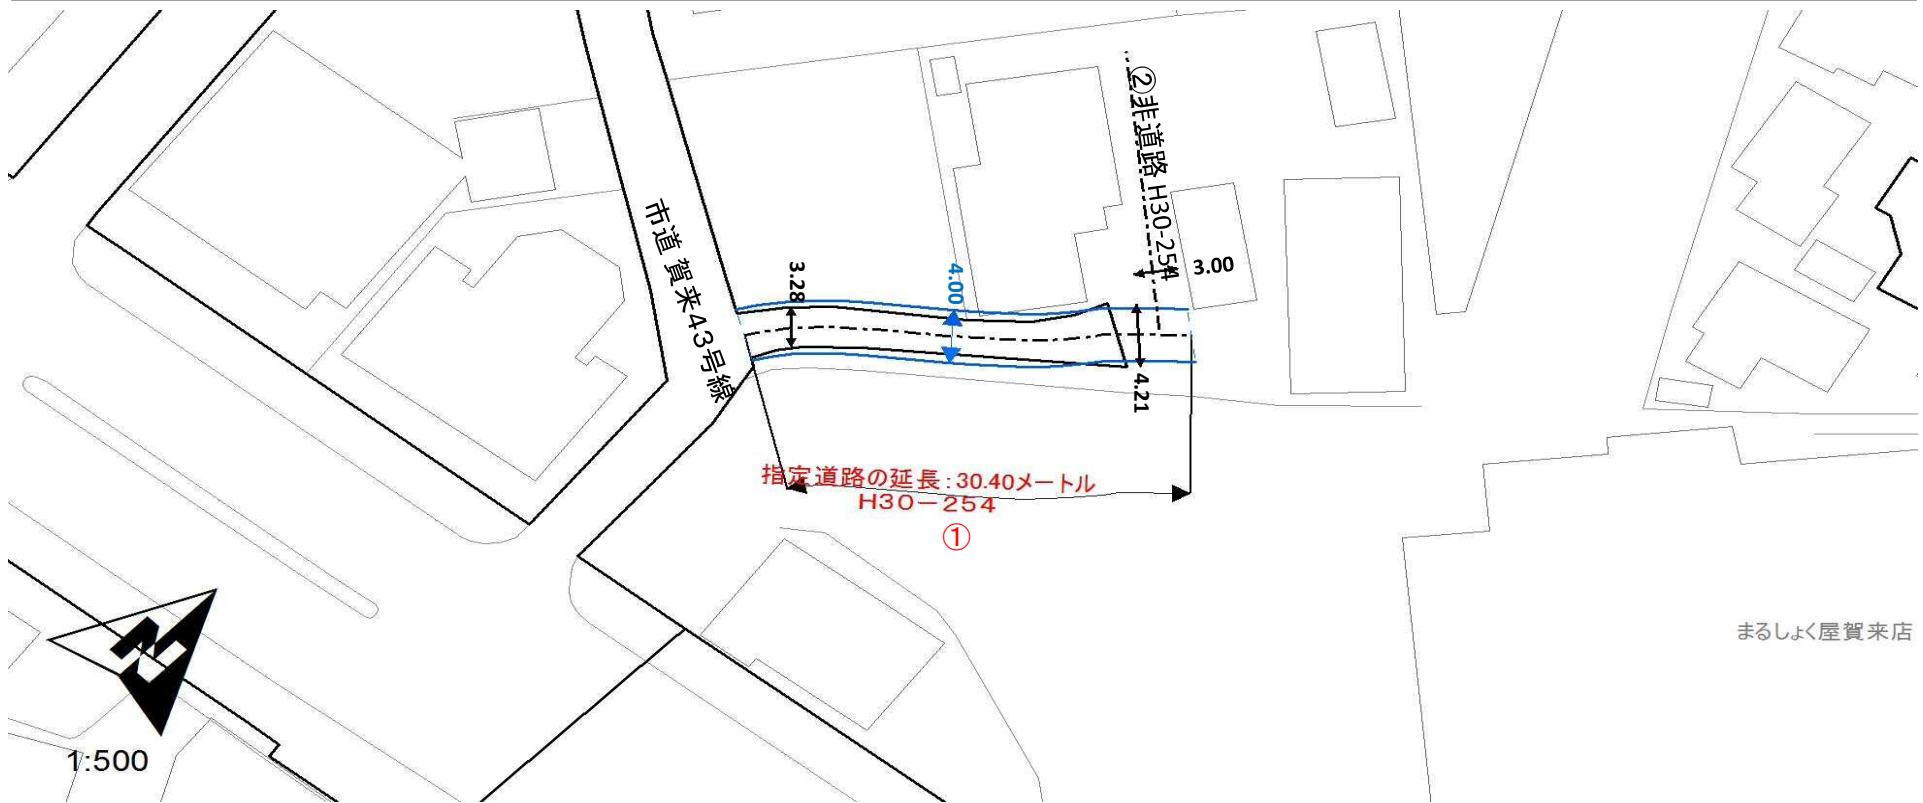 ②非道路 H30-254
市道 賀来43号線
3.28
4.00
3.00
4.21
指定道路の延長：30.40メートル
H30－254
①
まるしょく屋賀来店
N
1:500